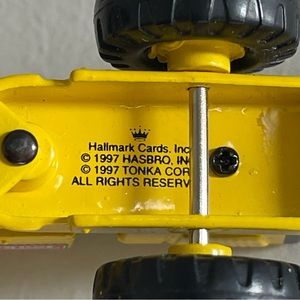 Hallmark Cards. Inc
© 1997 HASBRO, IN
© 1997 TONKA COR
ALL RIGHTS RESERV